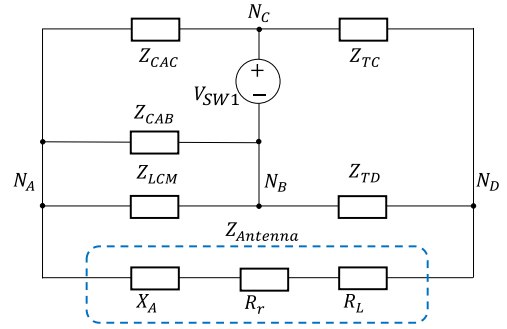 N_C
Z_CAC
Z_TC
+
V_SW1
−
Z_CAB
N_A
Z_LCM
N_B
Z_TD
N_D
Z_Antenna
X_A
R_r
R_L